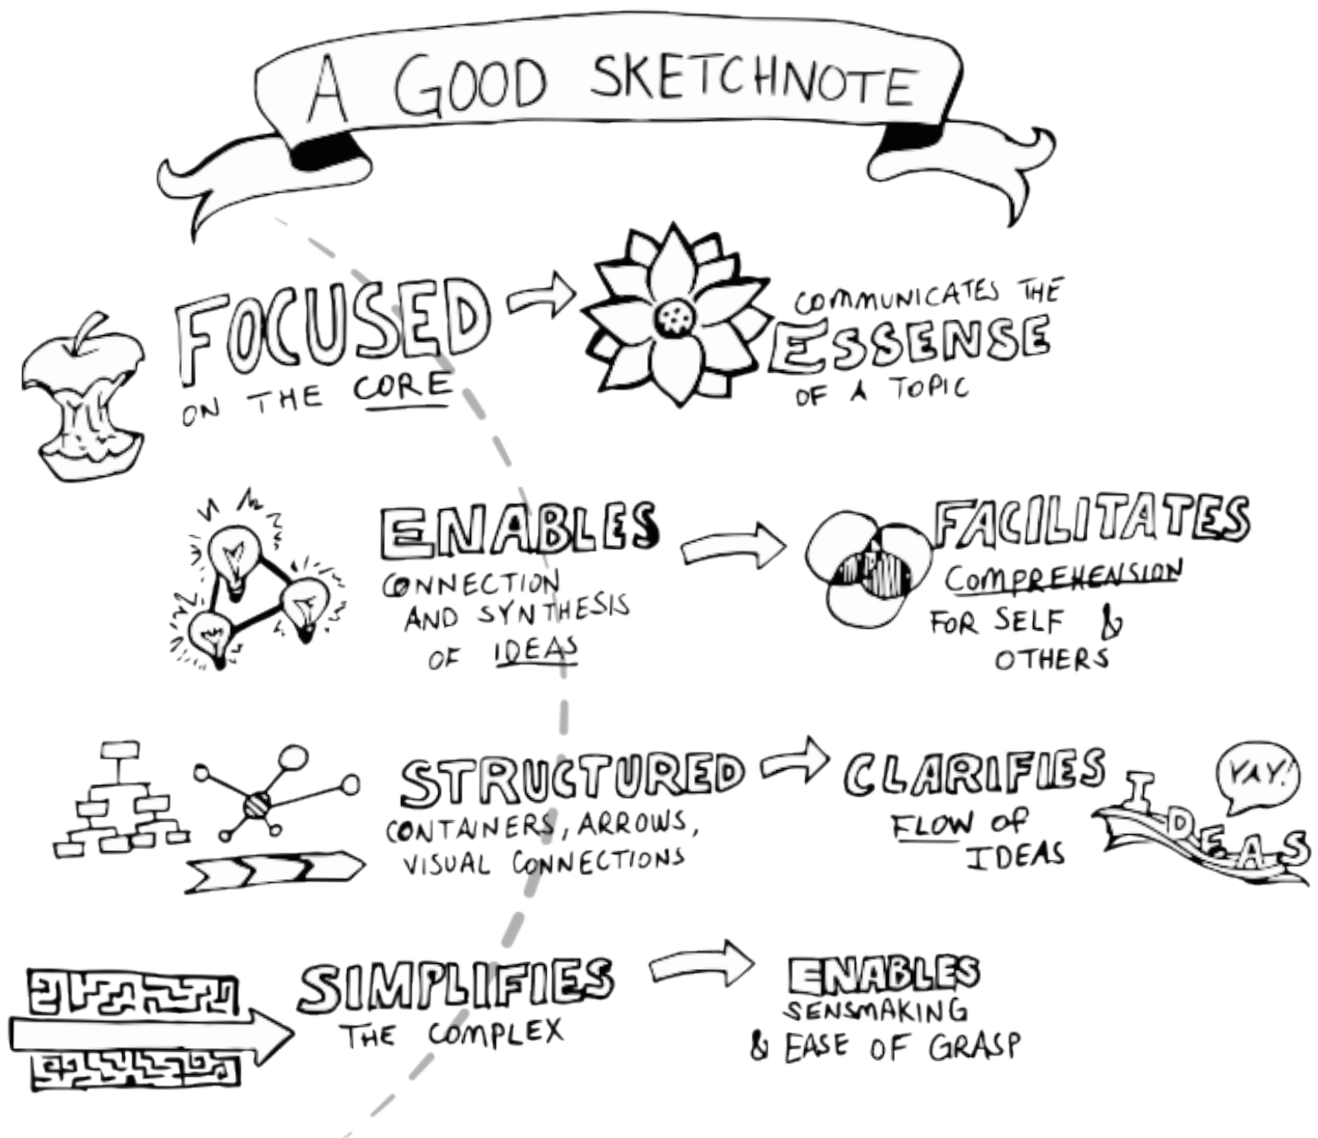 A GOOD SKETCHNOTE
FOCUSED
ON THE CORE
COMMUNICATES THE
ESSENSE
OF A TOPIC
ENABLES
CONNECTION
AND SYNTHESIS
OF IDEAS
FACILITATES
COMPREHENSION
FOR SELF &
OTHERS
STRUCTURED
CONTAINERS, ARROWS,
VISUAL CONNECTIONS
CLARIFIES
FLOW OF
IDEAS
IDEAS
YAY!
SIMPLIFIES
THE COMPLEX
ENABLES
SENSMAKING
& EASE OF GRASP